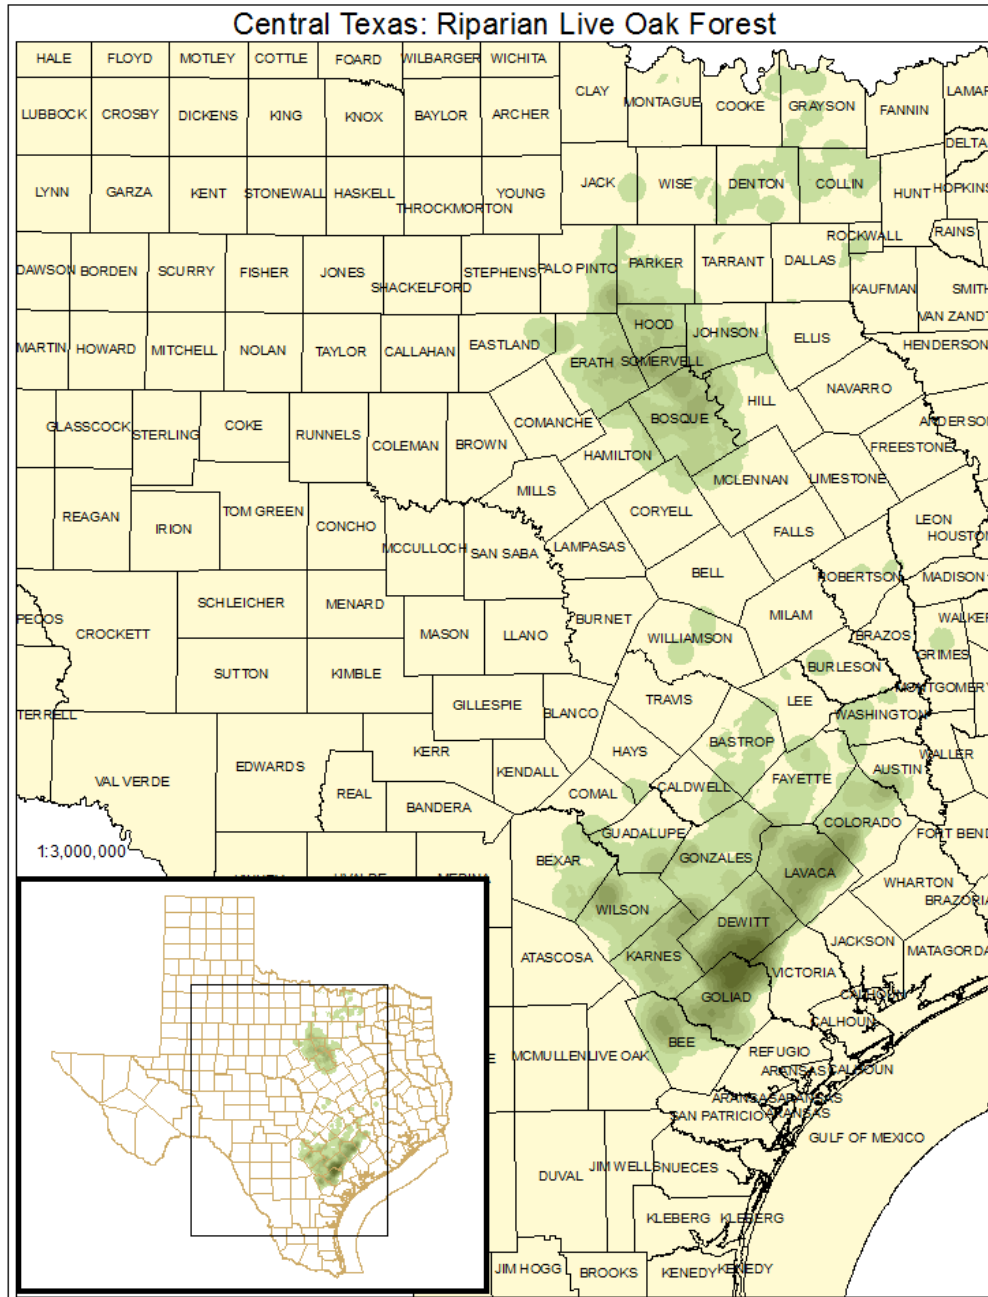 Central Texas: Riparian Live Oak Forest
HALE FLOYD MOTLEY COTTLE FOARD WILBARGER WICHITA
CLAY MONTAGUE COOKE GRAYSON FANNIN LAMAR
LUBBOCK CROSBY DICKENS KING KNOX BAYLOR ARCHER
DELTA
LYNN GARZA KENT STONEWALL HASKELL THROCKMORTON YOUNG JACK WISE DENTON COLLIN HUNT HOPKINS
ROCKWALL RAINS
DAWSON BORDEN SCURRY FISHER JONES SHACKELFORD STEPHENS PALO PINTO PARKER TARRANT DALLAS KAUFMAN SMITH
VAN ZANDT
MARTIN HOWARD MITCHELL NOLAN TAYLOR CALLAHAN EASTLAND ERATH HOOD SOMERVELL JOHNSON ELLIS HENDERSON
NAVARRO
GLASSCOCK STERLING COKE RUNNELS COLEMAN BROWN COMANCHE BOSQUE HILL ANDERSON
FREESTONE
HAMILTON
MILLS MCLENNAN LIMESTONE
REAGAN IRION TOM GREEN CONCHO MCCULLOCH SAN SABA LAMPASAS CORYELL FALLS LEON
HOUSTON
BELL ROBERTSON MADISON
PECOS CROCKETT SCHLEICHER MENARD MASON LLANO BURNET WILLIAMSON MILAM BRAZOS WALKER
GRIMES
SUTTON KIMBLE BURLESON
MONTGOMERY
TERRELL GILLESPIE BLANCO TRAVIS LEE WASHINGTON
VAL VERDE EDWARDS KERR KENDALL HAYS BASTROP WALLER
REAL BANDERA COMAL CALDWELL FAYETTE AUSTIN
COLORADO
GUADALUPE FORT BEND
1:3,000,000
BEXAR GONZALES LAVACA WHARTON
BRAZORIA
WILSON DEWITT
ATASCOSA KARNES JACKSON MATAGORDA
VICTORIA
GOLIAD CALHOUN
CALHOUN
MCMULLEN LIVE OAK BEE REFUGIO
ARANSAS CALHOUN
ARANSAS ARANSAS
SAN PATRICIO ARANSAS
GULF OF MEXICO
DUVAL JIM WELLS NUECES
KLEBERG KLEBERG
JIM HOGG BROOKS KENEDY KENEDY